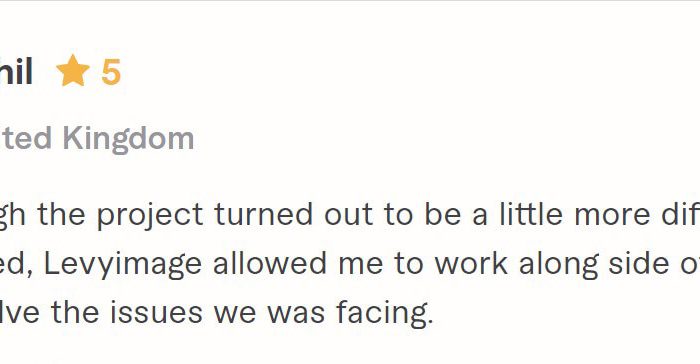 hil 5
ted Kingdom
gh the project turned out to be a little more dif
ed, Levyimage allowed me to work along side o
lve the issues we was facing.